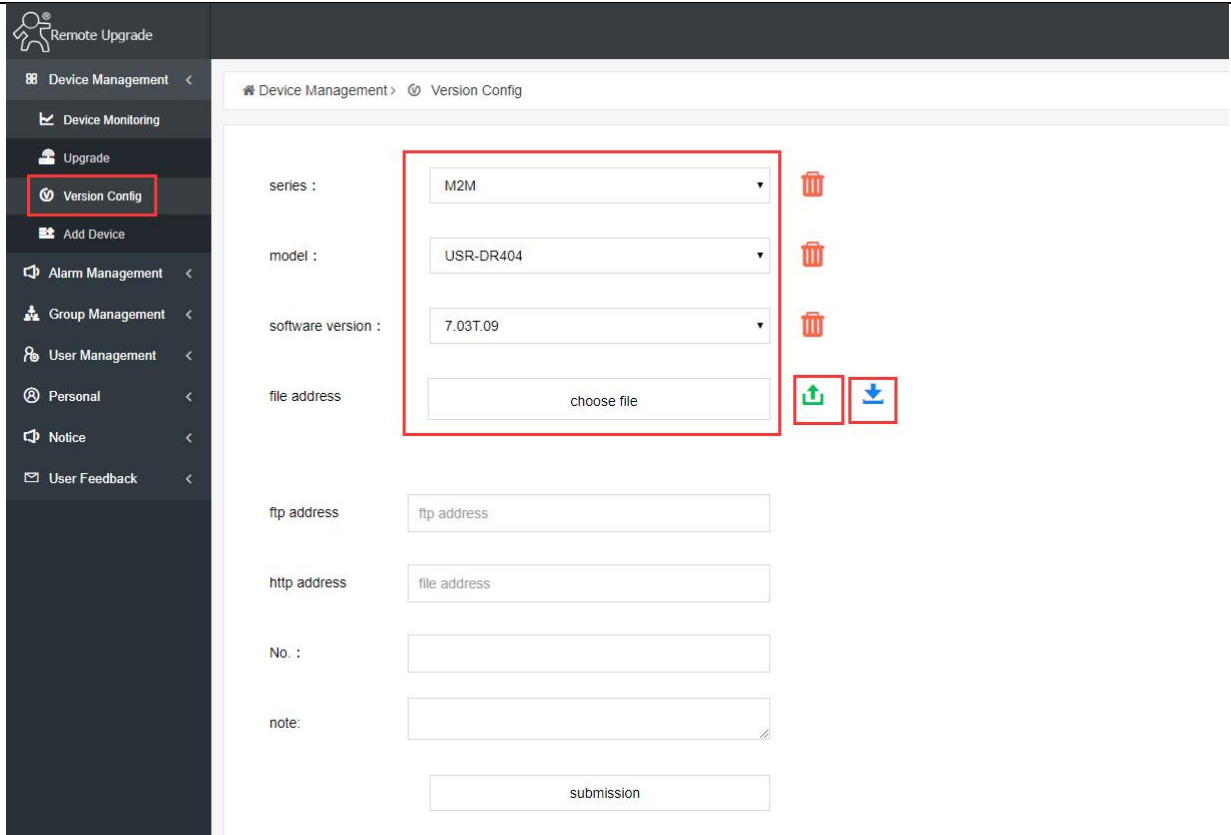 Remote Upgrade
Device Management
Device Monitoring
Upgrade
Version Config
Add Device
Alarm Management
Group Management
User Management
Personal
Notice
User Feedback
Device Management > Version Config
series :
M2M
model :
USR-DR404
software version :
7.03T.09
file address
choose file
ftp address
ftp address
http address
file address
No. :
note:
submission